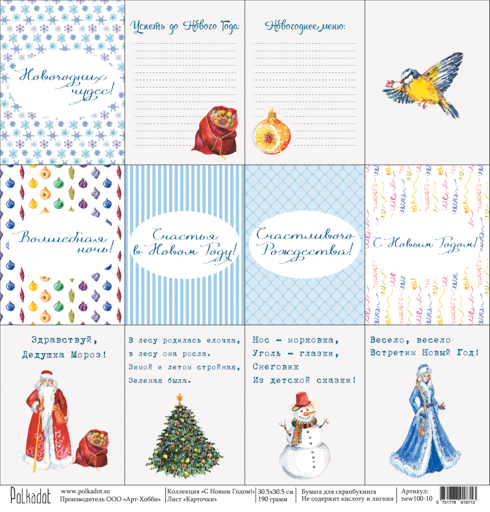 Новогодних
чудес!
Успеть до Нового Года:
Новогоднее меню:
Волшебная
ночь!
Счастья
в Новом Году!
Счастливого
Рождества!
С Новым Годом!
Здравствуй,
Дедушка Мороз!
В лесу родилась елочка,
в лесу она росла.
Зимой и летом стройная,
Зеленая была.
Нос — морковка,
Уголь — глазки,
Снеговик
Из детской сказки!
Весело, весело
Встретим Новый Год!
Polkadot
www.polkadot.su
Производитель ООО «Арт-Хобби»
Коллекция «С Новым Годом!»
Лист «Карточки»
30.5x30.5 см
190 грамм
Бумага для скрапбукинга
Не содержит кислоту и лигнин
Артикул:
new100-10